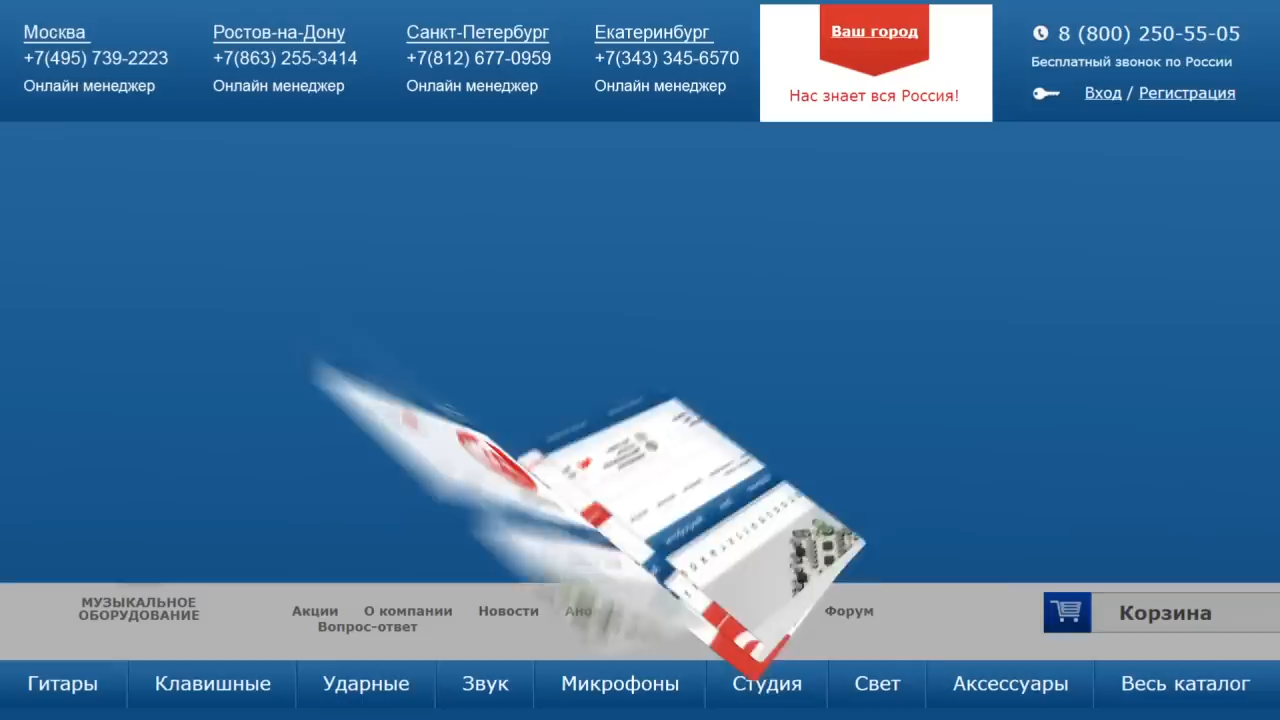 Москва
+7(495) 739-2223
Онлайн менеджер
Ростов-на-Дону
+7(863) 255-3414
Онлайн менеджер
Санкт-Петербург
+7(812) 677-0959
Онлайн менеджер
Екатеринбург
+7(343) 345-6570
Онлайн менеджер
Ваш город
Нас знает вся Россия!
8 (800) 250-55-05
Бесплатный звонок по России
Вход / Регистрация
МУЗЫКАЛЬНОЕ
ОБОРУДОВАНИЕ
Акции О компании Новости Форум
Вопрос-ответ
Корзина
Гитары Клавишные Ударные Звук Микрофоны Студия Свет Аксессуары Весь каталог